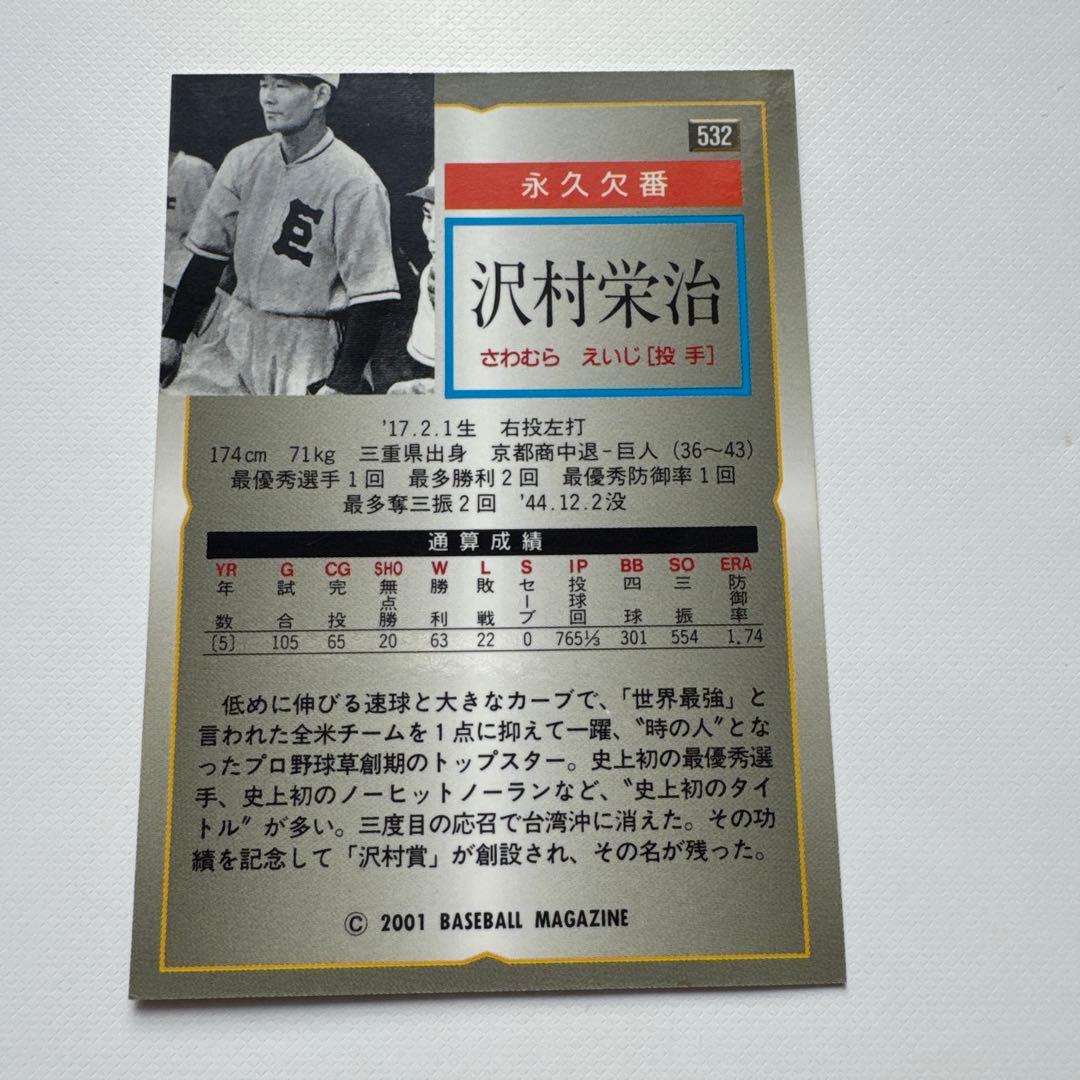 532
永久欠番
巨
沢村栄治
さわむら えいじ[投手]
'17.2.1生 右投左打
174cm 71kg 三重県出身 京都商中退-巨人(36〜43)
最優秀選手1回 最多勝利2回 最優秀防御率1回
最多奪三振2回 '44.12.2没
通算成績
YR G CG SHO W L S IP BB SO ERA
年数 試合 完投 無点勝 勝利 敗戦 セーブ 投球回 四球 三振 防御率
〔5〕 105 65 20 63 22 0 765⅓ 301 554 1.74
低めに伸びる速球と大きなカーブで、「世界最強」と
言われた全米チームを1点に抑えて一躍、〝時の人〟とな
ったプロ野球草創期のトップスター。史上初の最優秀選
手、史上初のノーヒットノーランなど、〝史上初のタイ
トル〟が多い。三度目の応召で台湾沖に消えた。その功
績を記念して「沢村賞」が創設され、その名が残った。
© 2001 BASEBALL MAGAZINE